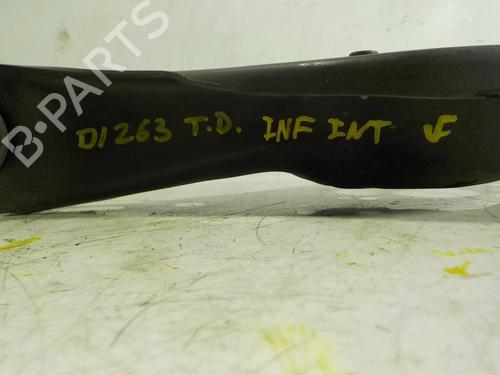 B-PARTS
D1263 T.D. INF INT